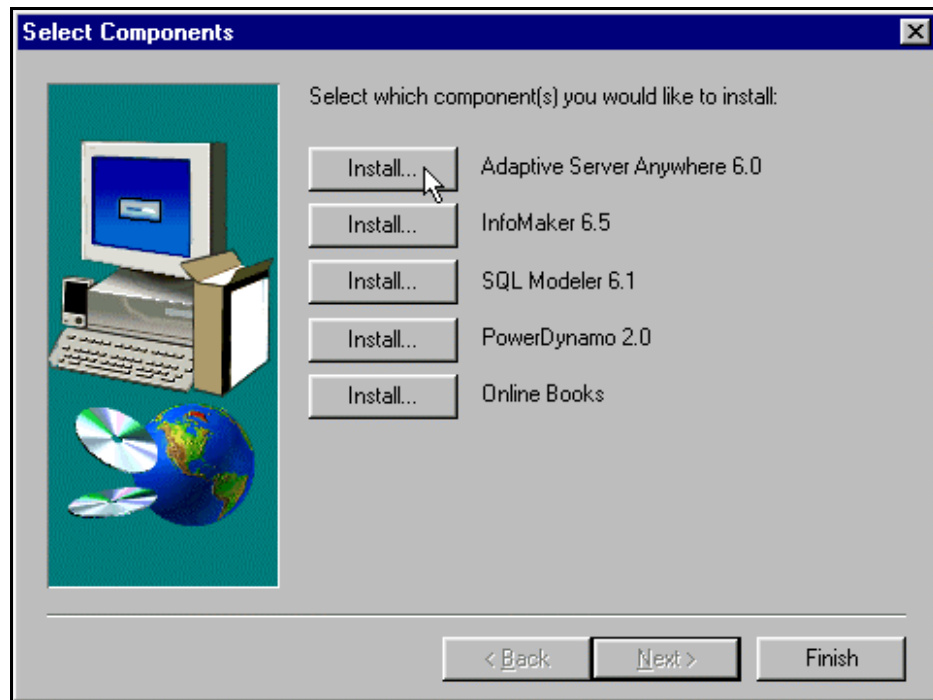 Select Components
Select which component(s) you would like to install:
Install... Adaptive Server Anywhere 6.0
Install... InfoMaker 6.5
Install... SQL Modeler 6.1
Install... PowerDynamo 2.0
Install... Online Books
< Back Next > Finish